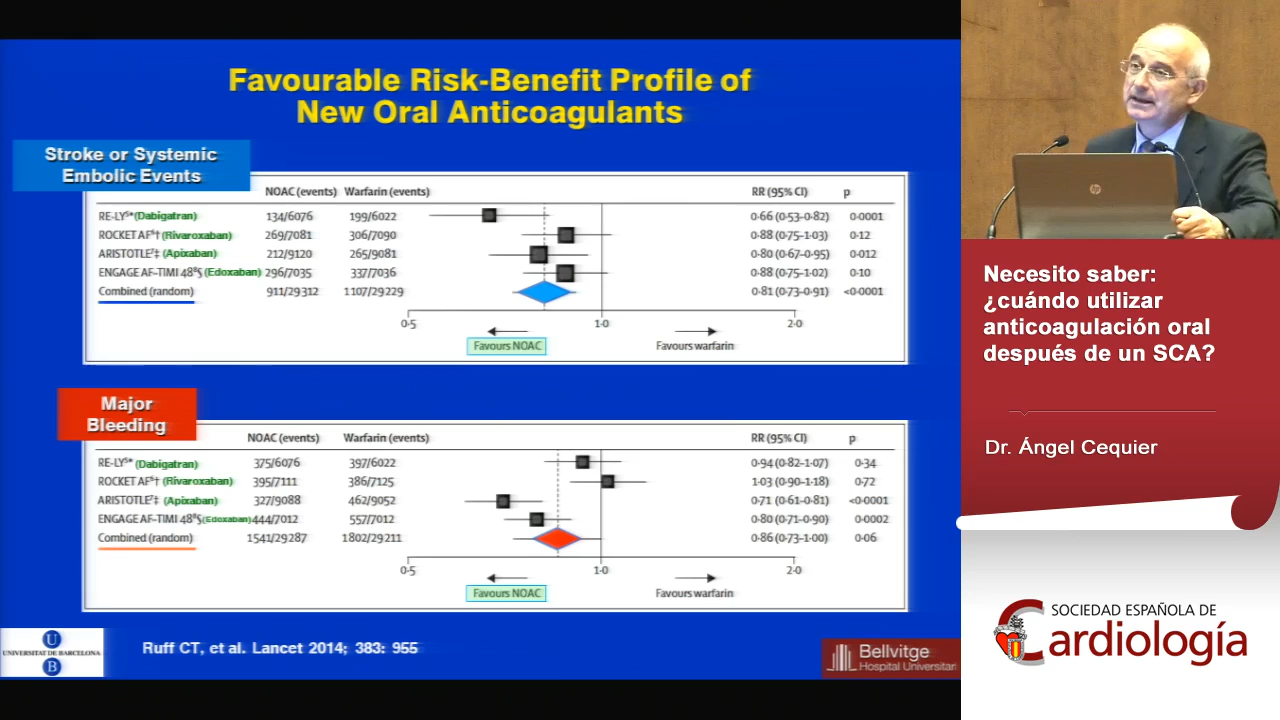 Favourable Risk-Benefit Profile of
New Oral Anticoagulants
Stroke or Systemic
Embolic Events
NOAC (events) Warfarin (events) RR (95% CI) p
RE-LY⁵* (Dabigatran) 134/6076 199/6022 0·66 (0·53–0·82) 0·0001
ROCKET AF⁶† (Rivaroxaban) 269/7081 306/7090 0·88 (0·75–1·03) 0·12
ARISTOTLE⁷‡ (Apixaban) 212/9120 265/9081 0·80 (0·67–0·95) 0·012
ENGAGE AF–TIMI 48⁸§ (Edoxaban) 296/7035 337/7036 0·88 (0·75–1·02) 0·10
Combined (random) 911/29312 1107/29229 0·81 (0·73–0·91) <0·0001
0·5 1·0 2·0
Favours NOAC Favours warfarin
Major
Bleeding
NOAC (events) Warfarin (events) RR (95% CI) p
RE-LY⁵* (Dabigatran) 375/6076 397/6022 0·94 (0·82–1·07) 0·34
ROCKET AF⁶† (Rivaroxaban) 395/7111 386/7125 1·03 (0·90–1·18) 0·72
ARISTOTLE⁷‡ (Apixaban) 327/9088 462/9052 0·71 (0·61–0·81) <0·0001
ENGAGE AF–TIMI 48⁸§ (Edoxaban) 444/7012 557/7012 0·80 (0·71–0·90) 0·0002
Combined (random) 1541/29287 1802/29211 0·86 (0·73–1·00) 0·06
0·5 1·0 2·0
Favours NOAC Favours warfarin
U
UNIVERSITAT DE BARCELONA
B
Ruff CT, et al. Lancet 2014; 383: 955
Bellvitge
Hospital Universitari
hp
Necesito saber:
¿cuándo utilizar
anticoagulación oral
después de un SCA?
Dr. Ángel Cequier
SOCIEDAD ESPAÑOLA DE
Cardiología